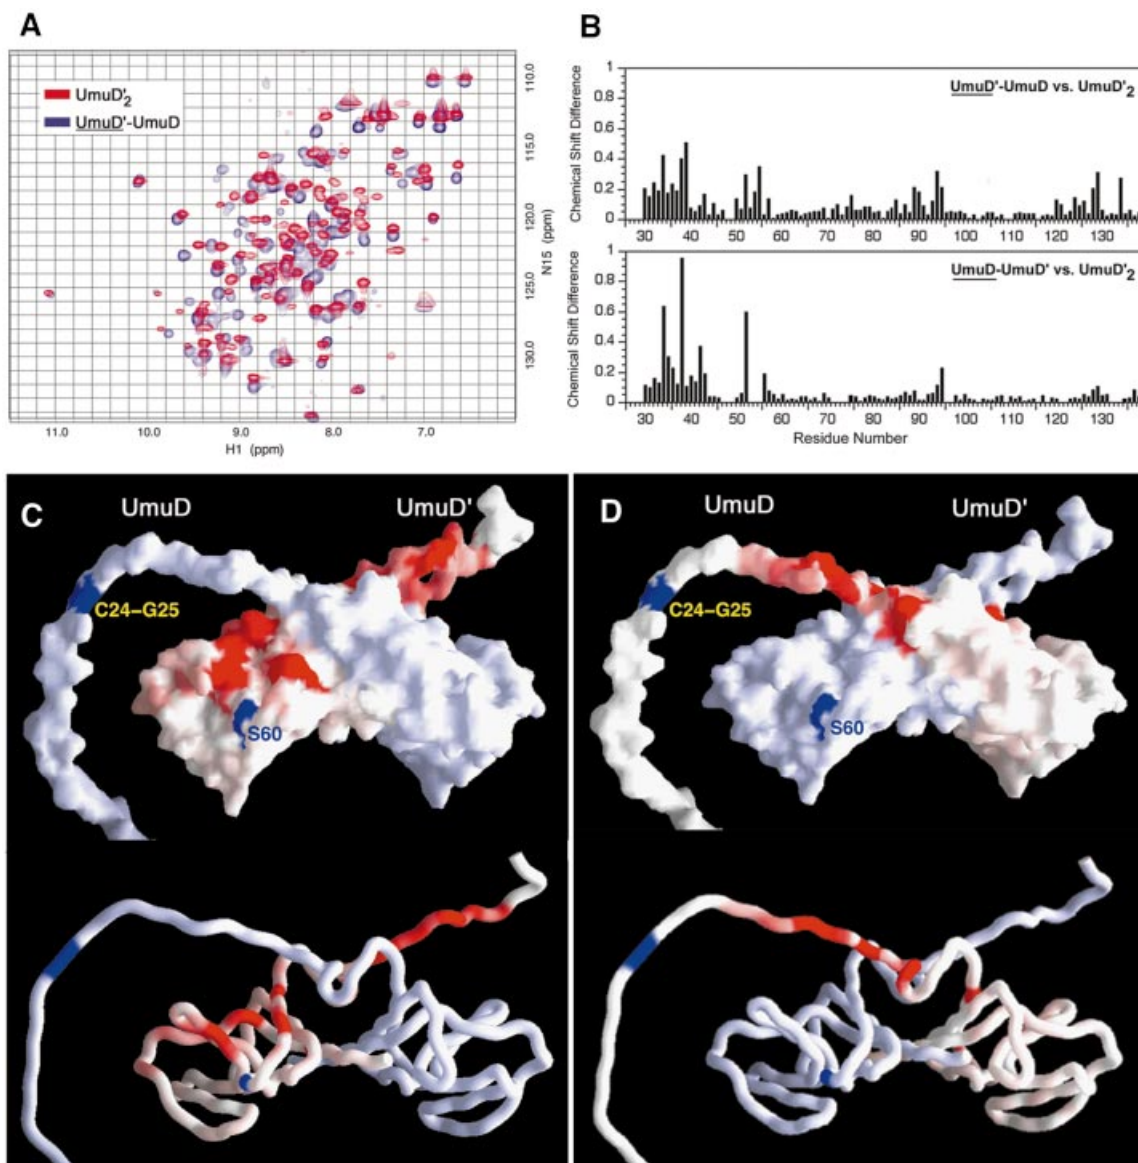 A
UmuD'2
UmuD'-UmuD
110.0
115.0
120.0
125.0
130.0
N15 (ppm)
11.0 10.0 9.0 8.0 7.0
H1 (ppm)
B
UmuD'-UmuD vs. UmuD'2
Chemical Shift Difference
1
0.8
0.6
0.4
0.2
0
30 40 50 60 70 80 90 100 110 120 130
UmuD-UmuD' vs. UmuD'2
Chemical Shift Difference
1
0.8
0.6
0.4
0.2
0
30 40 50 60 70 80 90 100 110 120 130
Residue Number
C
UmuD UmuD'
C24–G25
S60
D
UmuD UmuD'
C24–G25
S60